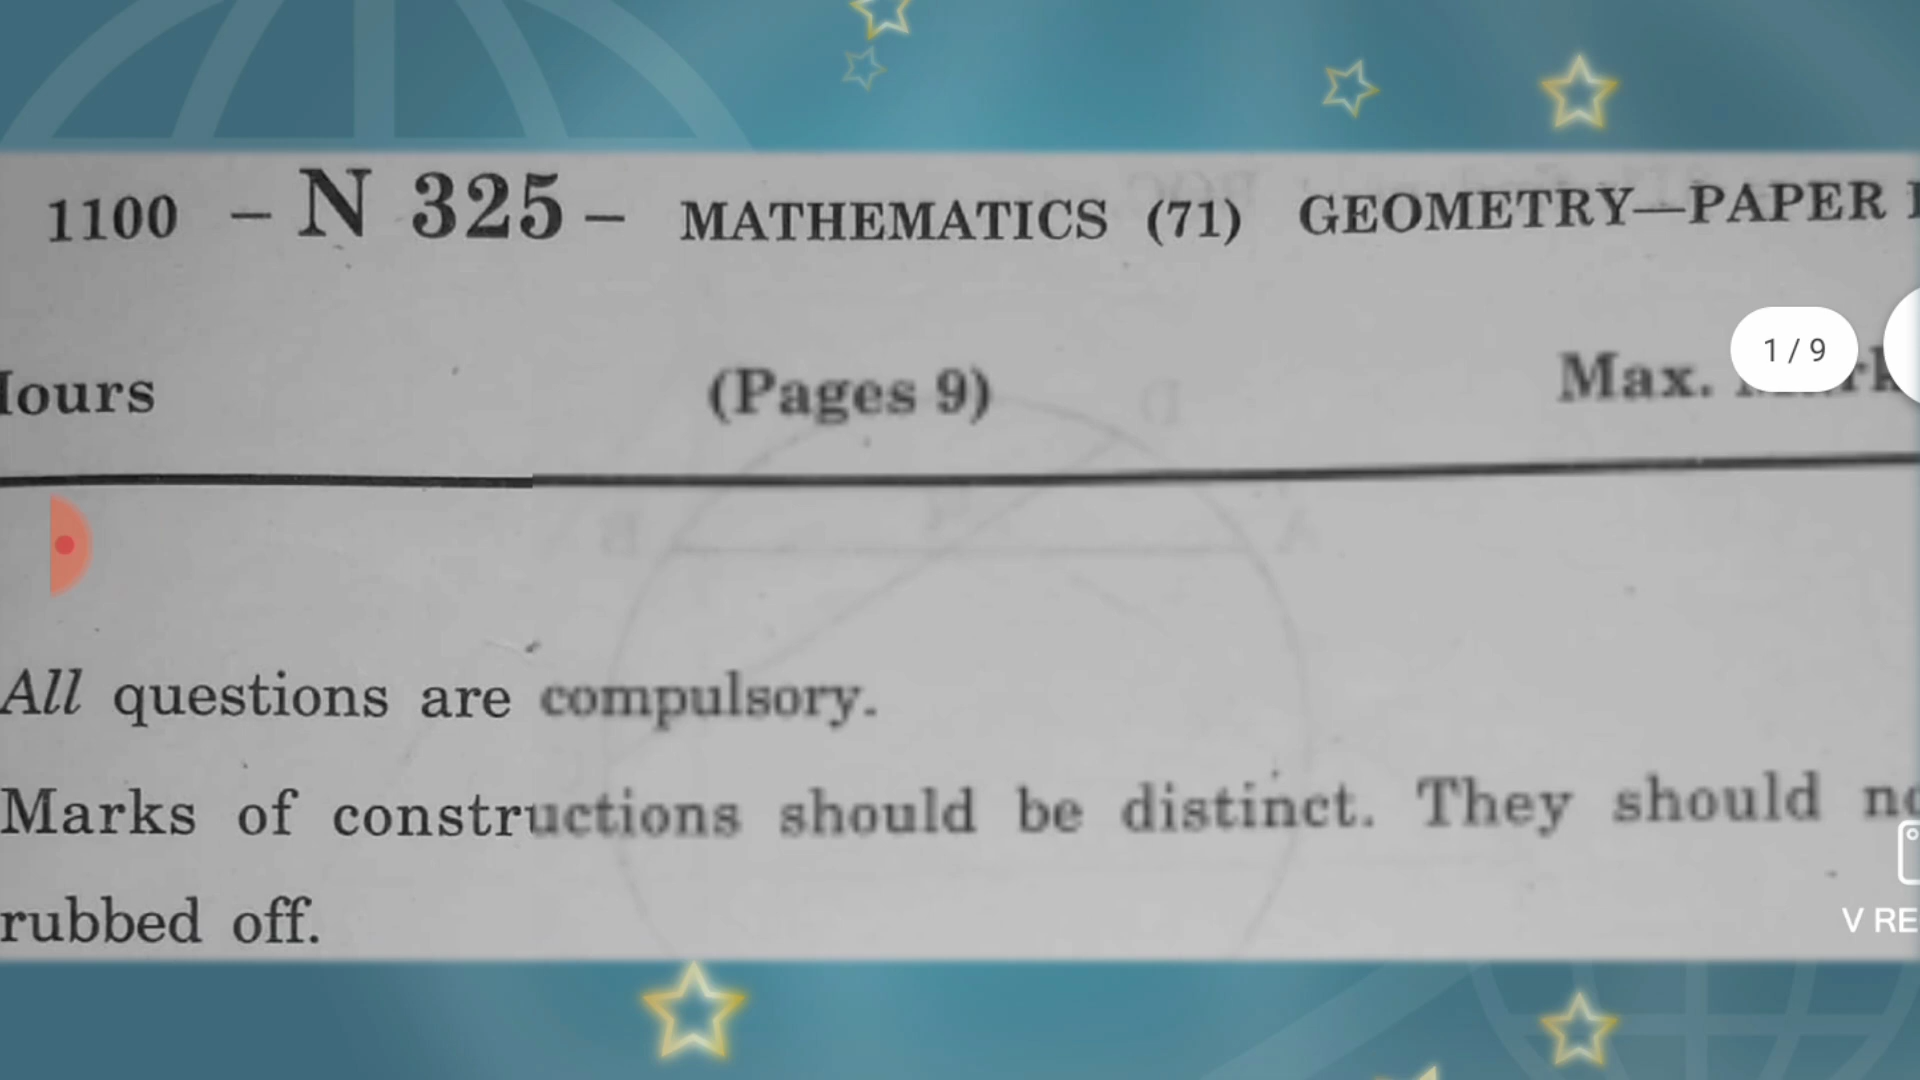 1100 – N 325 – MATHEMATICS (71) GEOMETRY—PAPER
(Pages 9) Max.
1 / 9
All questions are compulsory.
Marks of constructions should be distinct. They should
rubbed off.
V RE